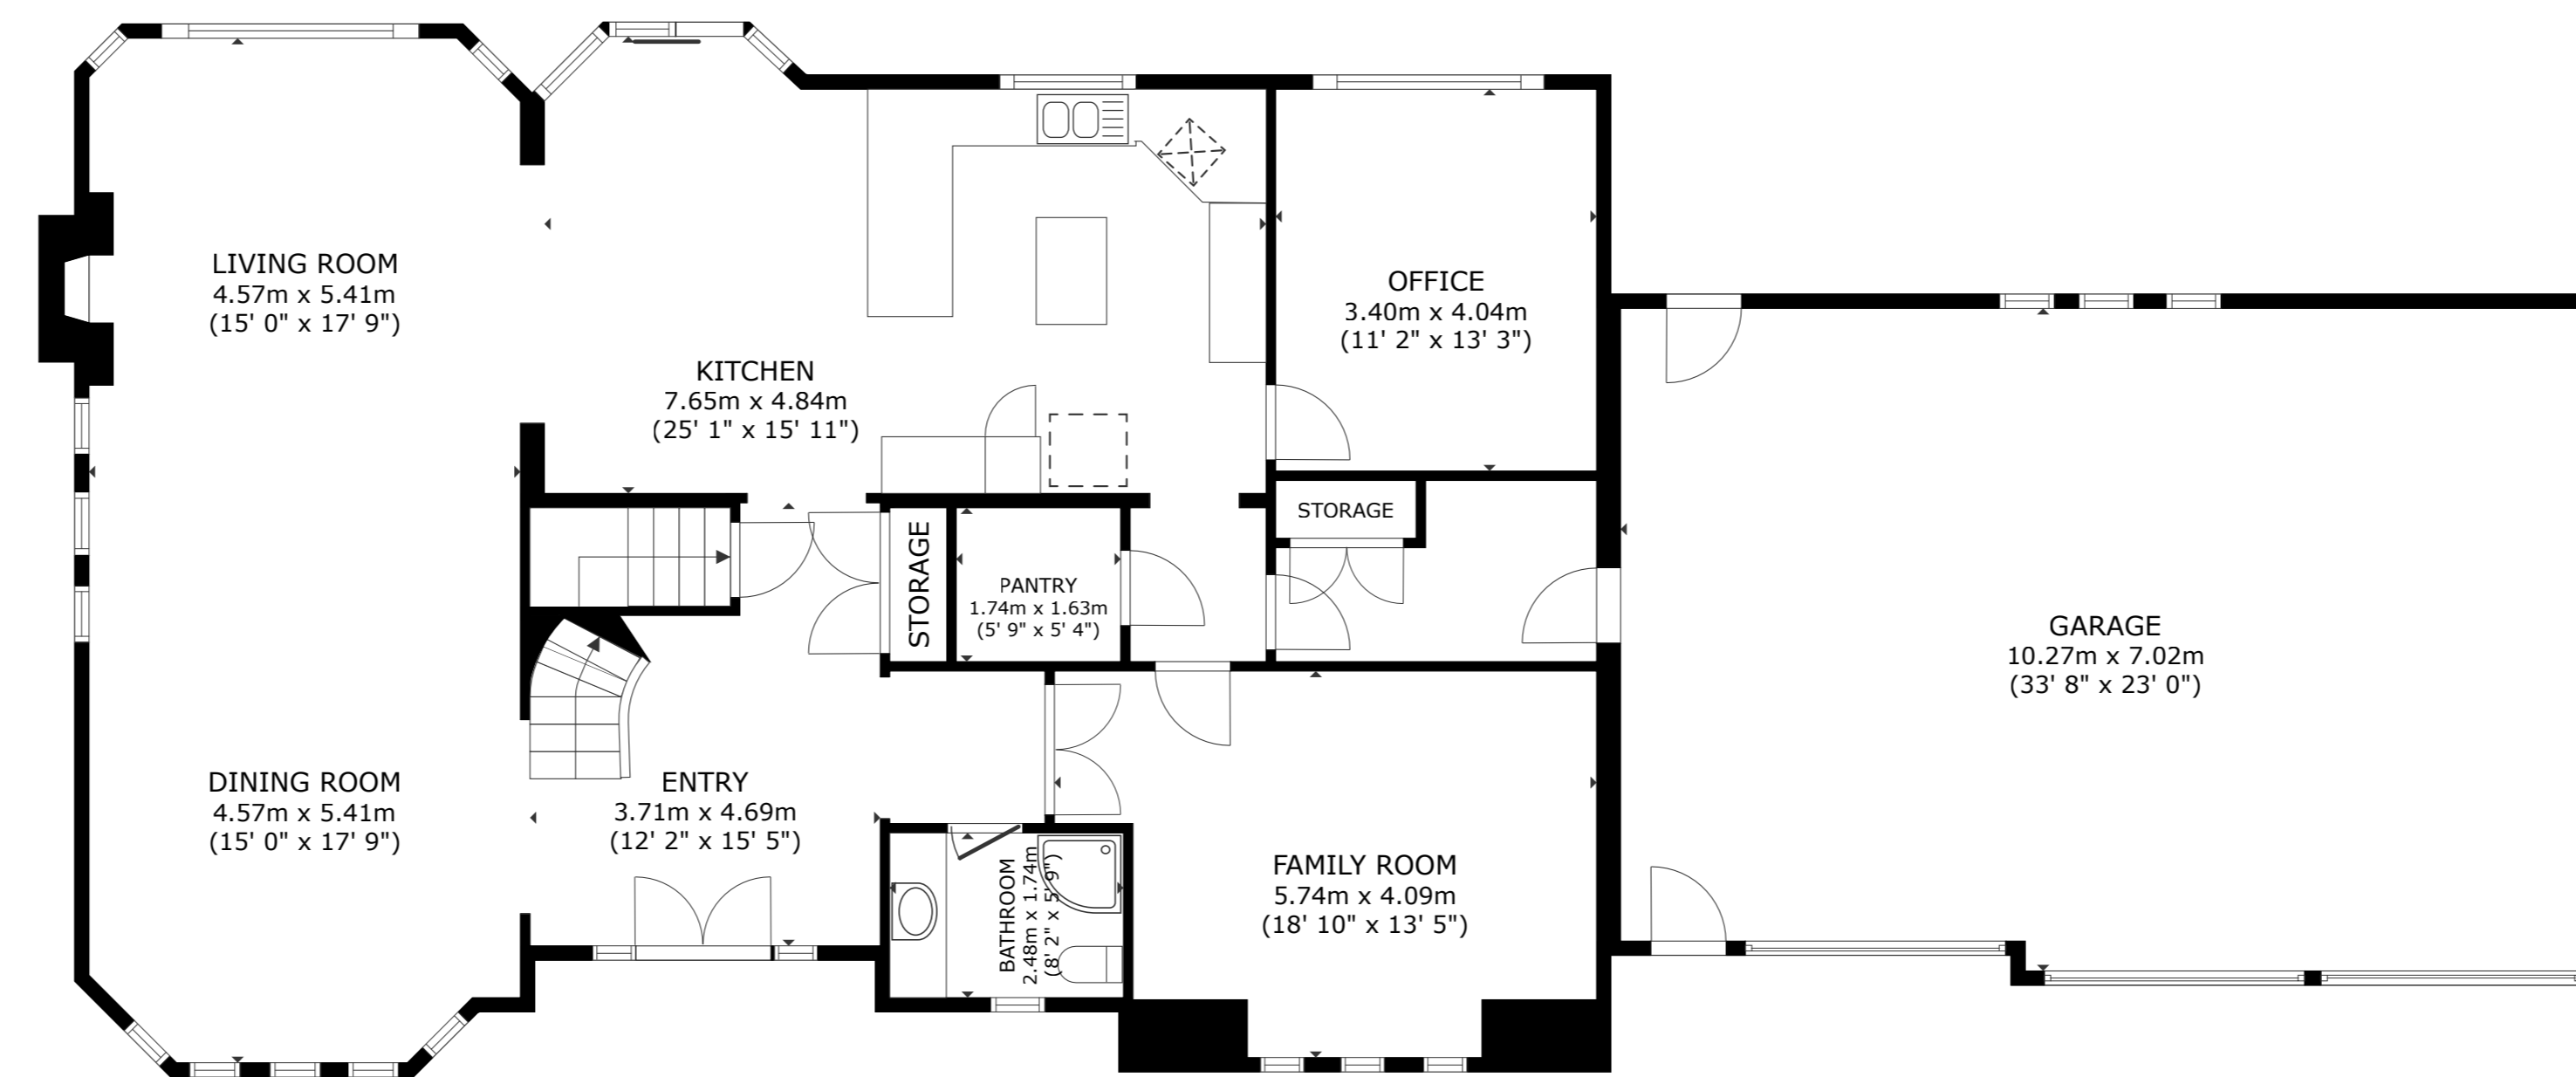 LIVING ROOM
4.57m x 5.41m
(15' 0" x 17' 9")
KITCHEN
7.65m x 4.84m
(25' 1" x 15' 11")
OFFICE
3.40m x 4.04m
(11' 2" x 13' 3")
STORAGE
STORAGE
PANTRY
1.74m x 1.63m
(5' 9" x 5' 4")
GARAGE
10.27m x 7.02m
(33' 8" x 23' 0")
DINING ROOM
4.57m x 5.41m
(15' 0" x 17' 9")
ENTRY
3.71m x 4.69m
(12' 2" x 15' 5")
BATHROOM
2.48m x 1.74m
(8' 2" x 5' 9")
FAMILY ROOM
5.74m x 4.09m
(18' 10" x 13' 5")